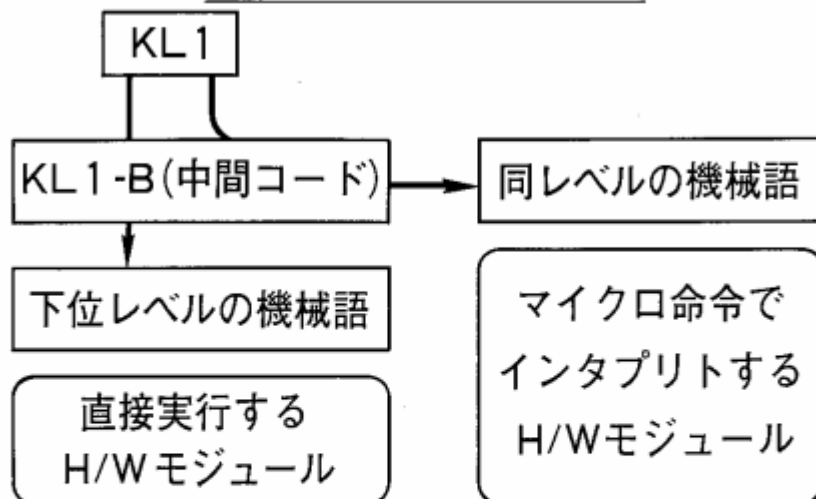 KL1
KL1-B(中間コード)
同レベルの機械語
下位レベルの機械語
マイクロ命令で
インタプリトする
H/Wモジュール
直接実行する
H/Wモジュール